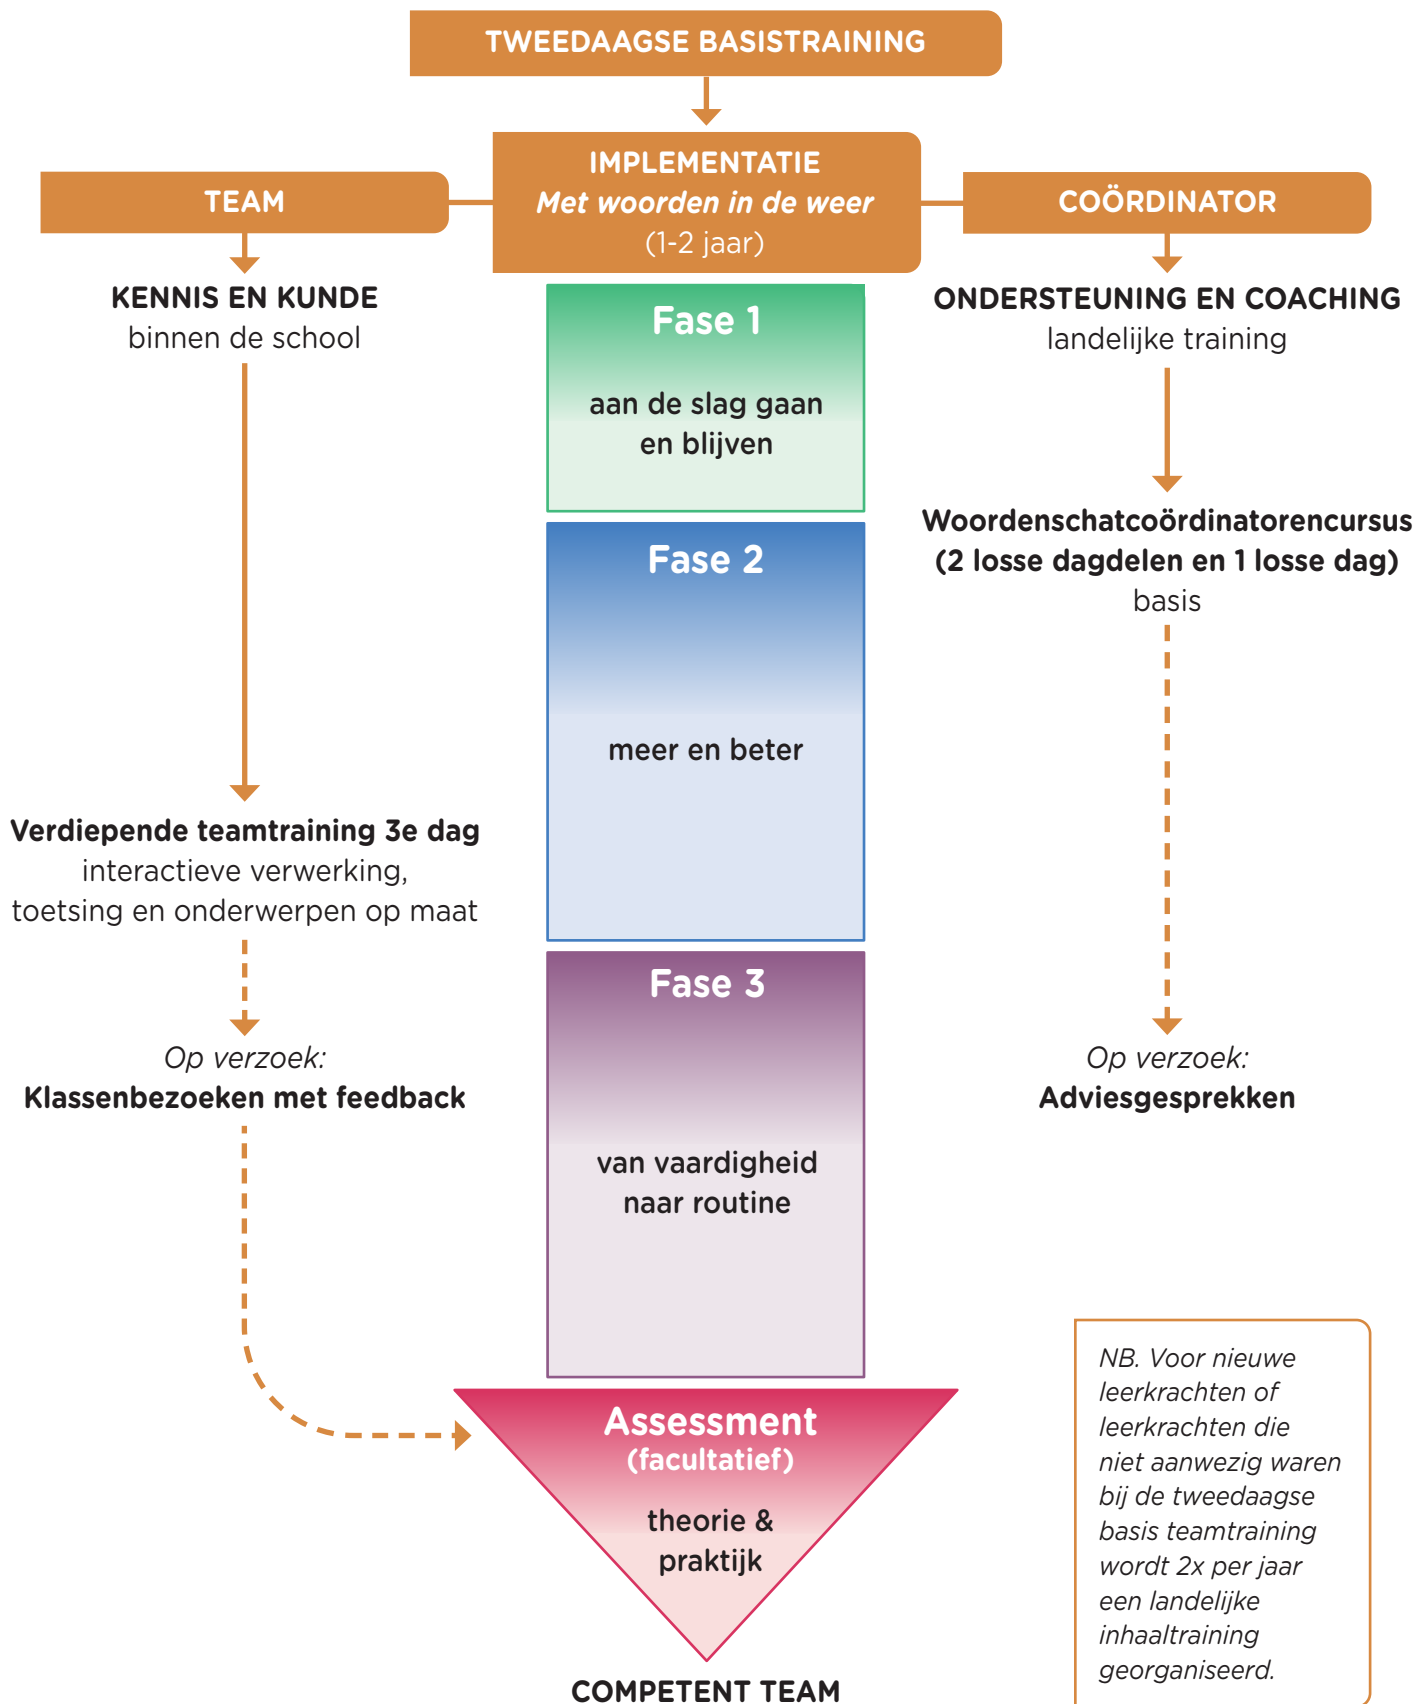 TWEEDAAGSE BASISTRAINING
IMPLEMENTATIE
Met woorden in de weer
(1-2 jaar)
TEAM
KENNIS EN KUNDE
binnen de school
Verdiepende teamtraining 3e dag
interactieve verwerking,
toetsing en onderwerpen op maat
Op verzoek:
Klassenbezoeken met feedback
Fase 1
aan de slag gaan
en blijven
Fase 2
meer en beter
Fase 3
van vaardigheid
naar routine
Assessment
(facultatief)
theorie &
praktijk
COMPETENT TEAM
COÖRDINATOR
ONDERSTEUNING EN COACHING
landelijke training
Woordenschatcoördinatorencursus
(2 losse dagdelen en 1 losse dag)
basis
Op verzoek:
Adviesgesprekken
NB. Voor nieuwe
leerkrachten of
leerkrachten die
niet aanwezig waren
bij de tweedaagse
basis teamtraining
wordt 2x per jaar
een landelijke
inhaaltraining
georganiseerd.